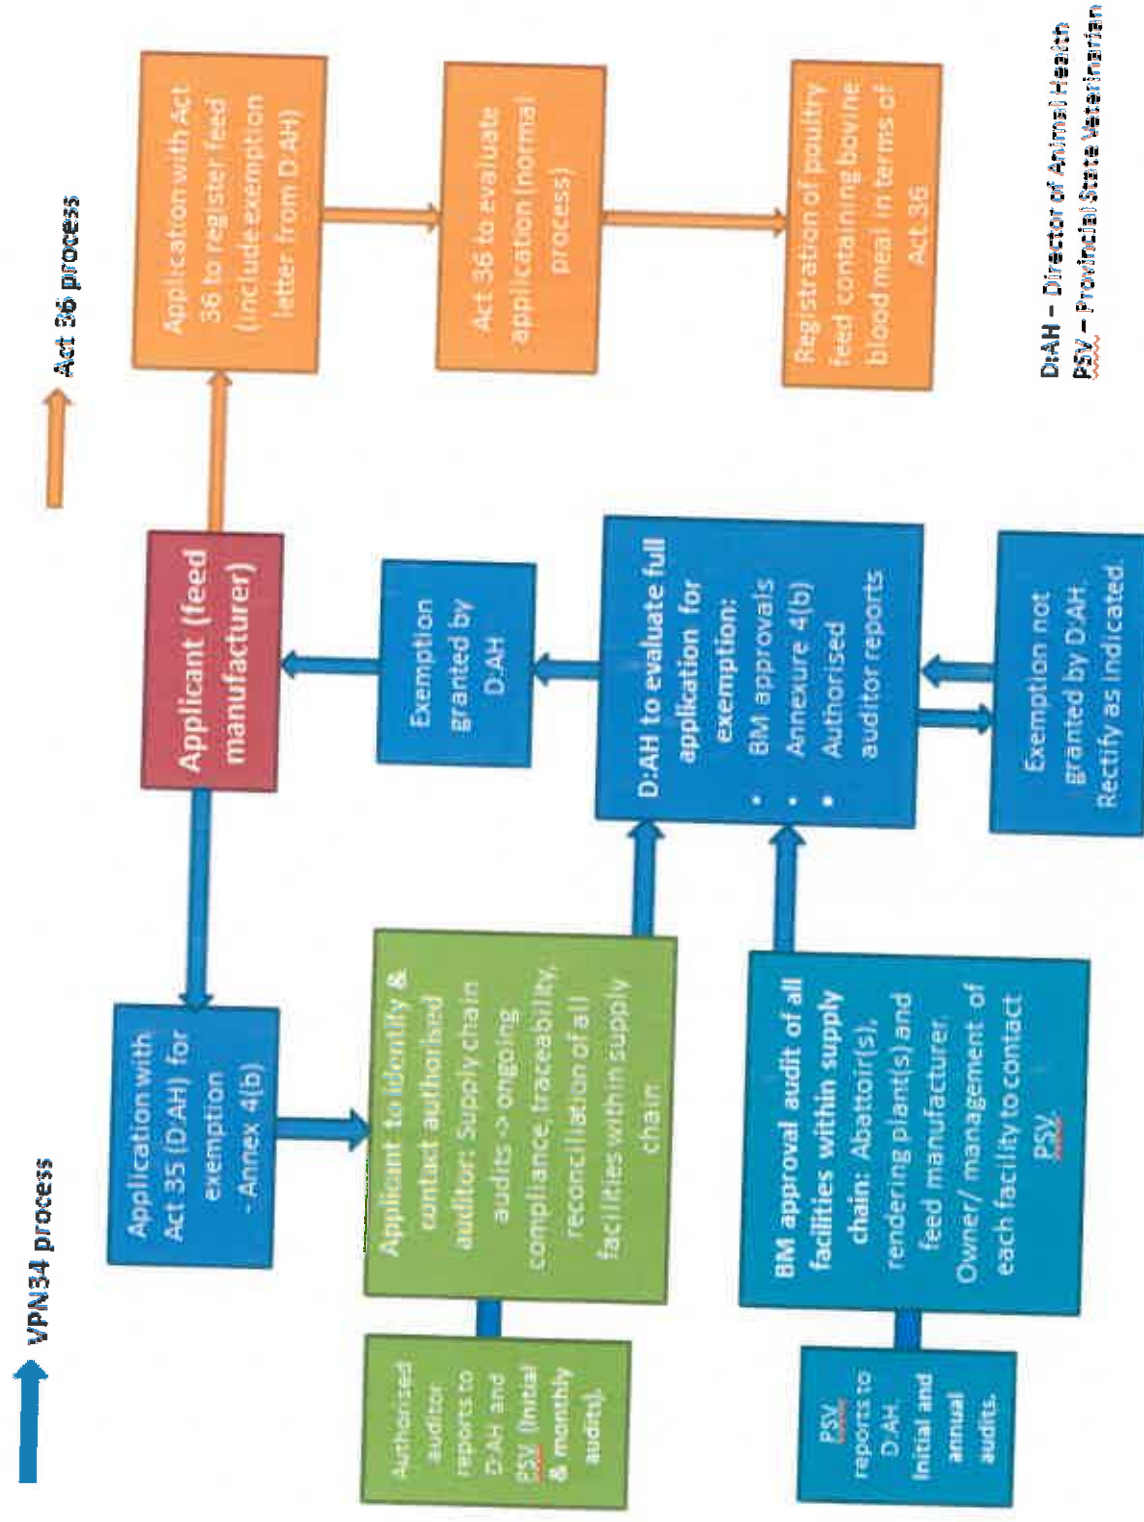 VPN34 process
Act 36 process
Applicant (feed
manufacturer)
Application with
Act 35 (D:AH) for
exemption
- Annex 4(b)
Applicaton with Act
36 to register feed
(include exemption
letter from D:AH)
Exemption
granted by
D:AH
Act 36 to evaluate
application (normal
process)
Authorised
auditor
reports to
D:AH and
PSV (Initial
& monthly
audits).
Applicant to identify &
contact authorised
auditor: Supply chain
audits -> ongoing
compliance, traceability,
reconciliation of all
facilities within supply
chain
D:AH to evaluate full
application for
exemption:
• BM approvals
• Annexure 4(b)
• Authorised
auditor reports
Registration of poultry
feed containing bovine
blood meal in terms of
Act 36
PSV
reports to
D:AH.
Initial and
annual
audits.
BM approval audit of all
facilities within supply
chain: Abattoir(s),
rendering plant(s) and
feed manufacturer.
Owner/ management of
each facility to contact
PSV.
Exemption not
granted by D:AH.
Rectify as indicated.
D:AH – Director of Animal Health
PSV – Provincial State Veterinarian